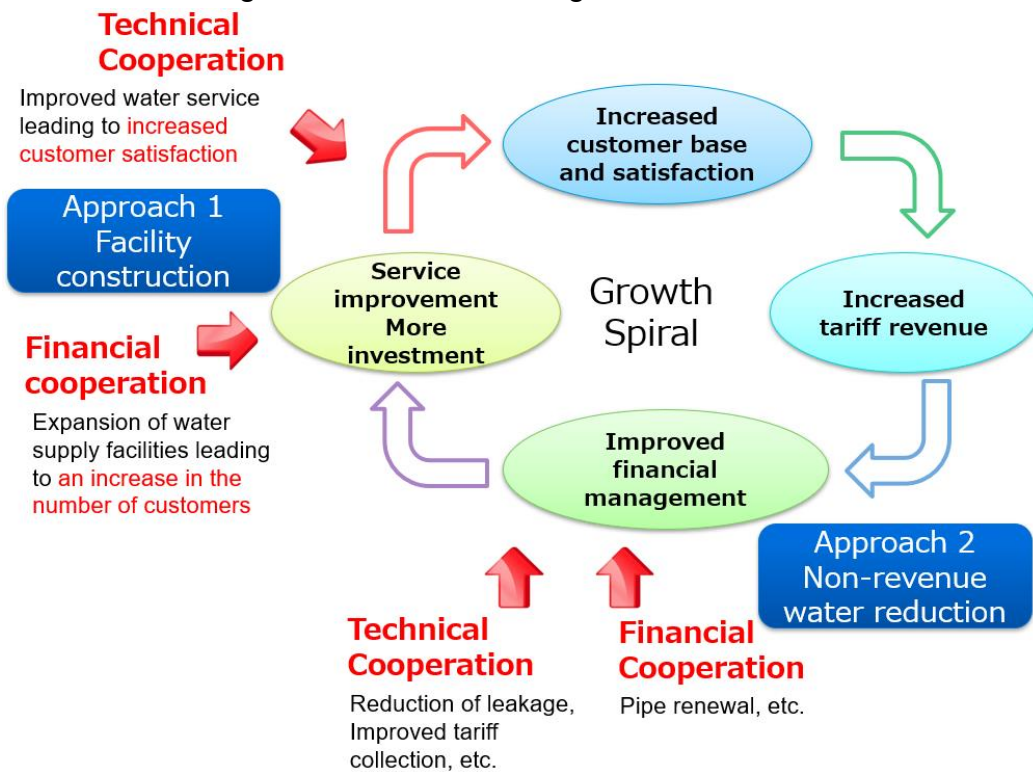 Technical
Cooperation
Improved water service
leading to increased
customer satisfaction
Approach 1
Facility
construction
Financial
cooperation
Expansion of water
supply facilities leading
to an increase in the
number of customers
Increased
customer base
and satisfaction
Service
improvement
More
investment
Growth
Spiral
Increased
tariff revenue
Improved
financial
management
Approach 2
Non-revenue
water reduction
Technical
Cooperation
Reduction of leakage,
Improved tariff
collection, etc.
Financial
Cooperation
Pipe renewal, etc.